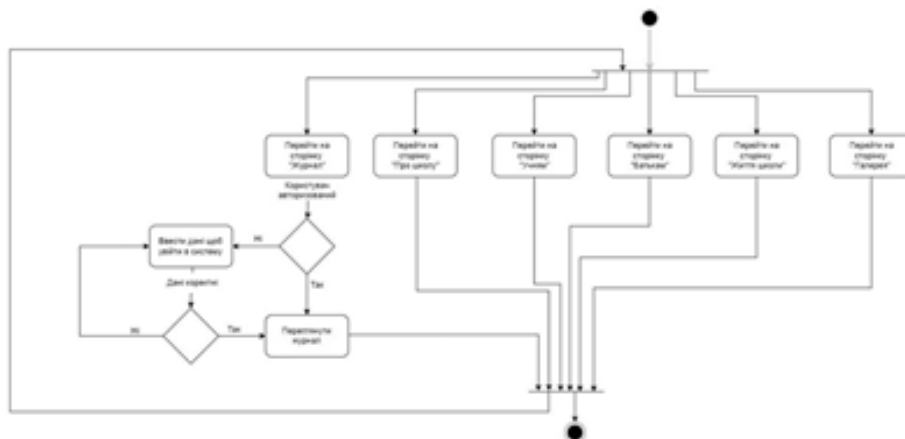 Перейти на
сторінку
"Журнал"
Перейти на
сторінку
"Про школу"
Перейти на
сторінку
"Учням"
Перейти на
сторінку
"Батькам"
Перейти на
сторінку
"Життя школи"
Перейти на
сторінку
"Галерея"
Користувач
авторизований
Ввести дані щоб
увійти в систему
Ні
Дані коректні
Так
Ні
Так
Переглянути
журнал